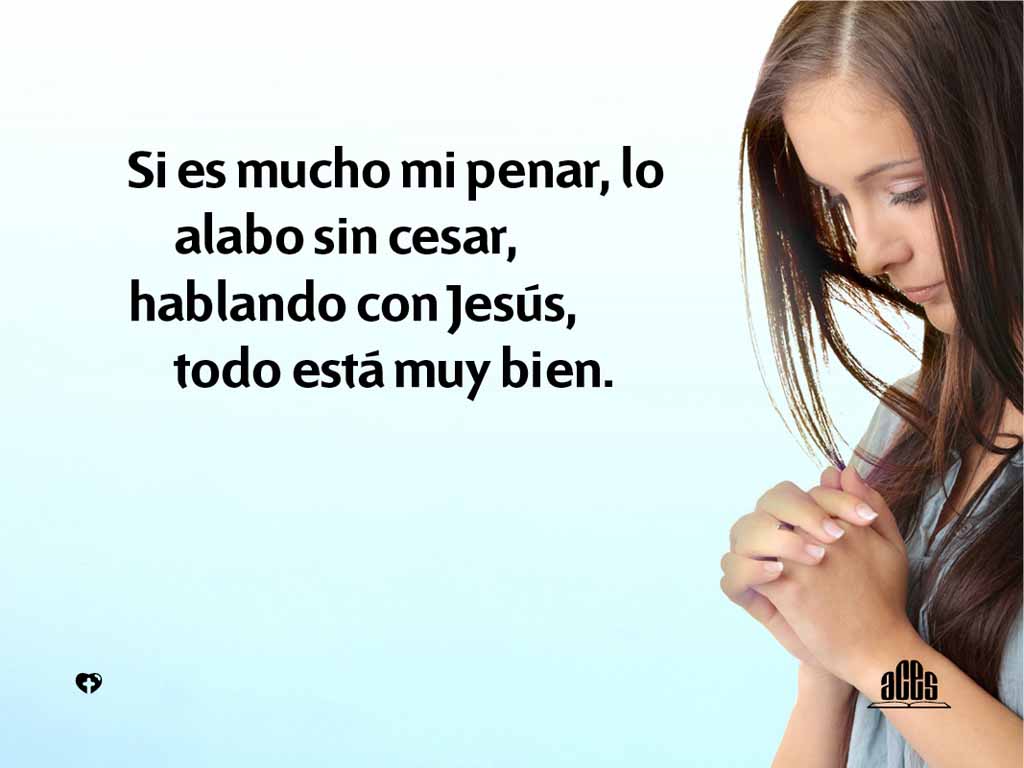 Si es mucho mi penar, lo
alabo sin cesar,
hablando con Jesús,
todo está muy bien.
aces